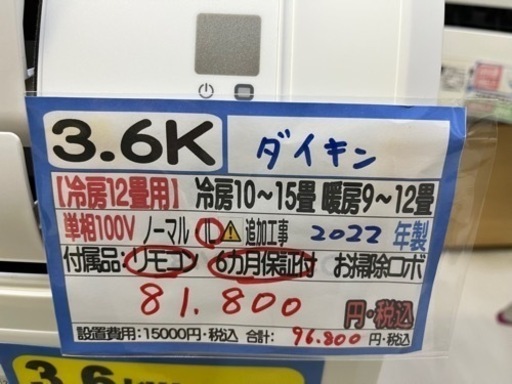 3.6K ダイキン
【冷房12畳用】 冷房10～15畳 暖房9～12畳
単相100V ノーマル IL ⚠ 追加工事 2022 年製
付属品:リモコン 6カ月保証付 お掃除ロボ
81.800 円・税込
設置費用:15000円・税込 合計: 96.800 円・税込
3.6kw